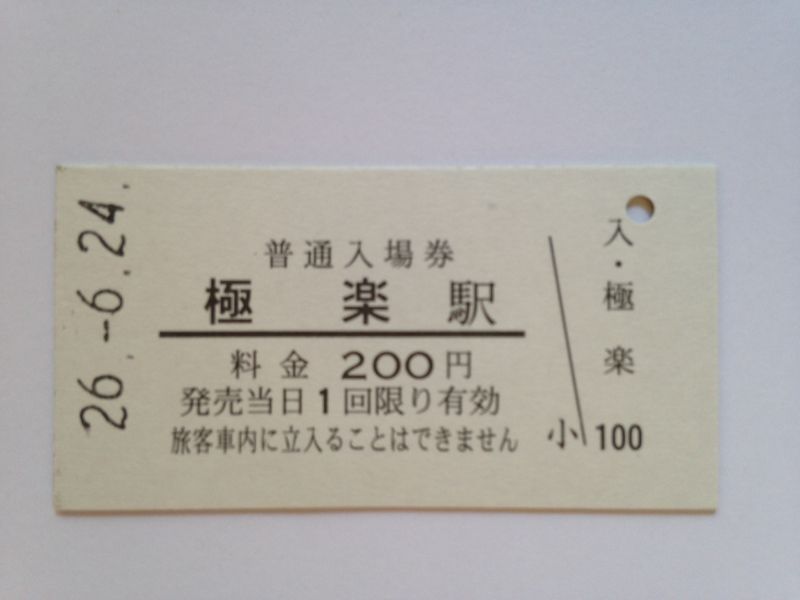 26.-6.24.
普通入場券
極楽駅
料金 200円
発売当日1回限り有効
旅客車内に立入ることはできません
入・極楽
小 100